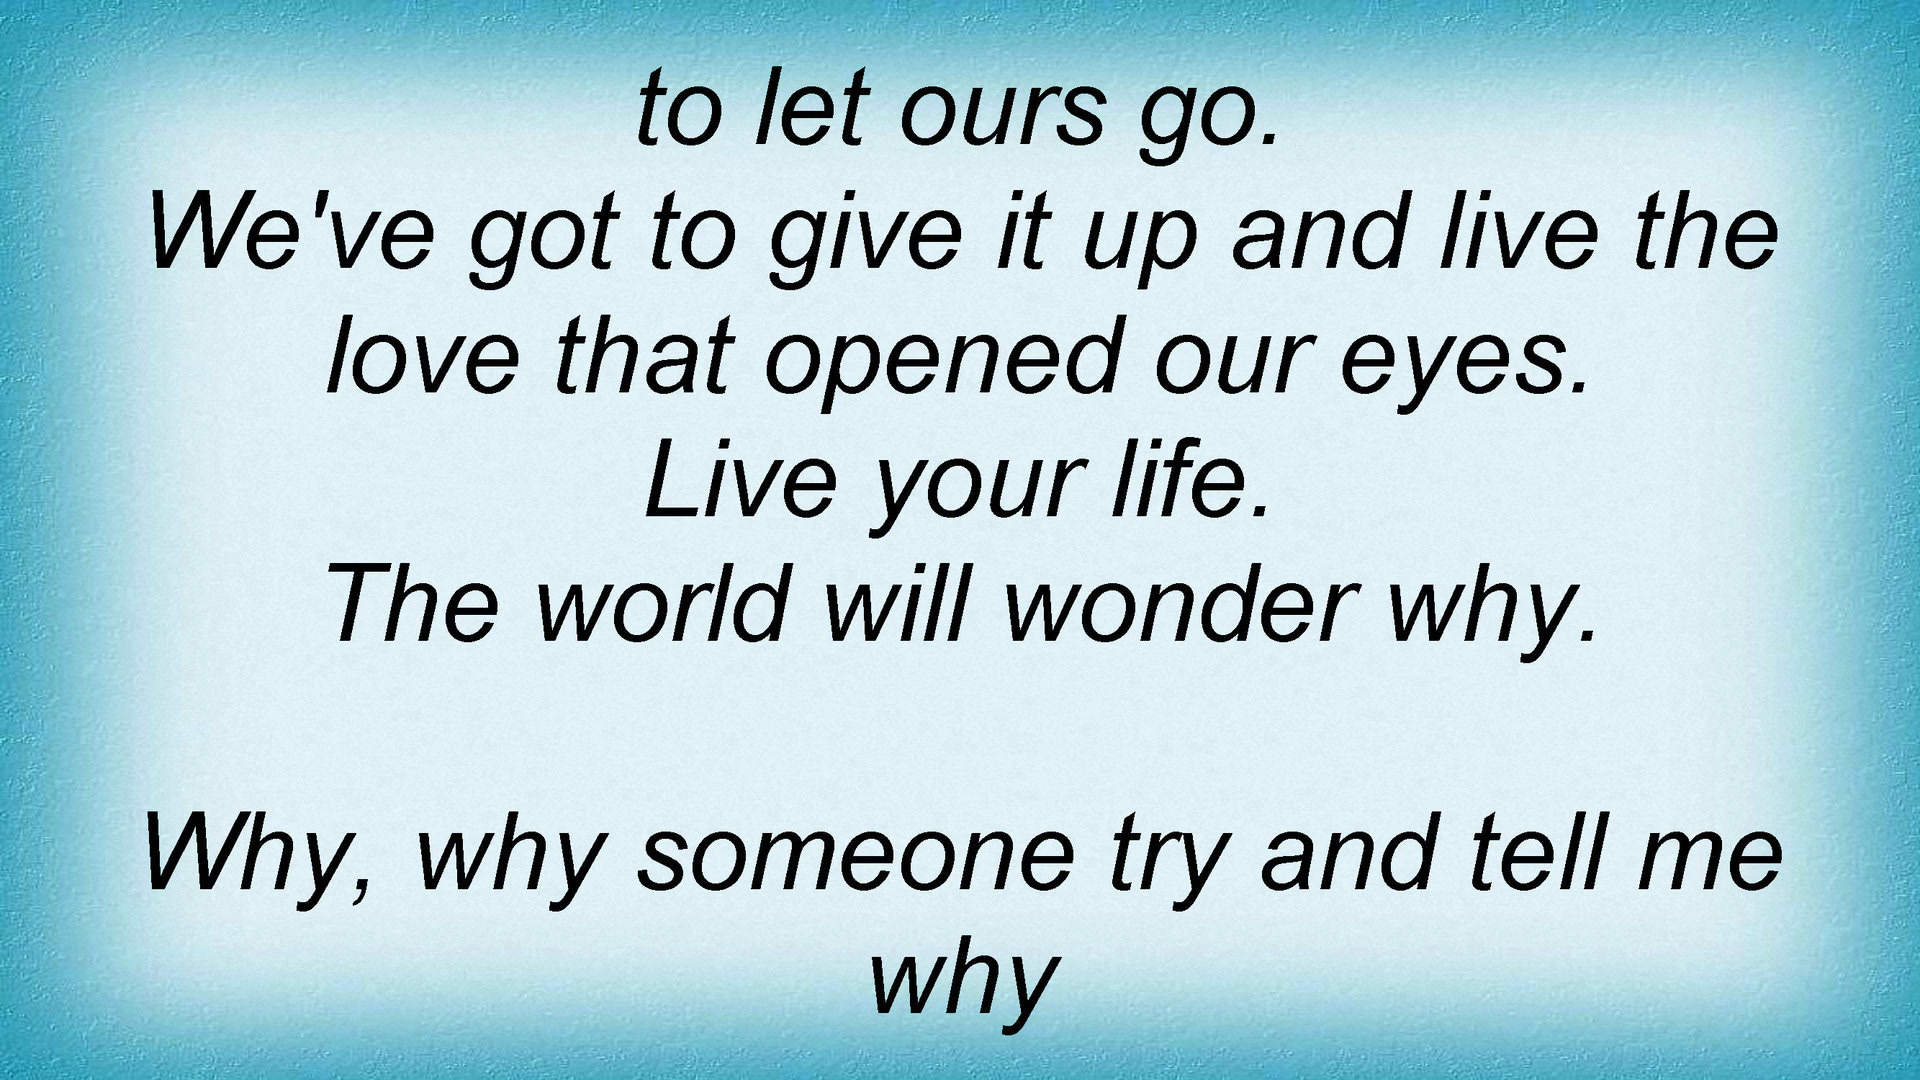 to let ours go.
We've got to give it up and live the
love that opened our eyes.
Live your life.
The world will wonder why.
Why, why someone try and tell me
why